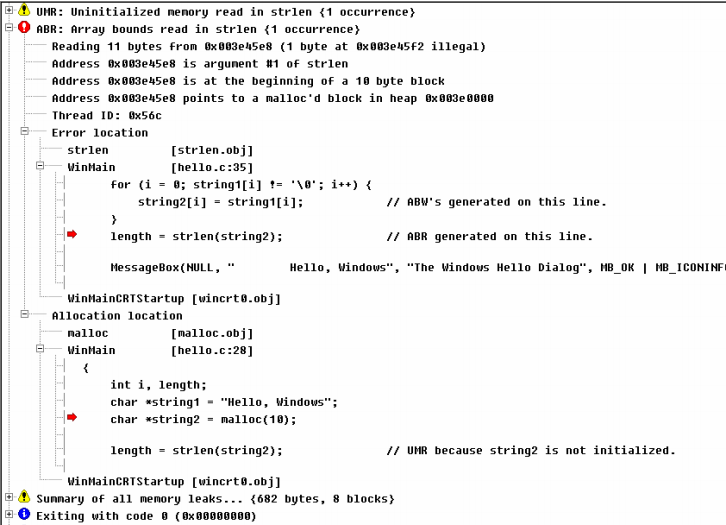 UMR: Uninitialized memory read in strlen {1 occurrence}
ABR: Array bounds read in strlen {1 occurrence}
Reading 11 bytes from 0x003e45e8 (1 byte at 0x003e45f2 illegal)
Address 0x003e45e8 is argument #1 of strlen
Address 0x003e45e8 is at the beginning of a 10 byte block
Address 0x003e45e8 points to a malloc'd block in heap 0x003e0000
Thread ID: 0x56c
Error location
strlen [strlen.obj]
WinMain [hello.c:35]
for (i = 0; string1[i] != '\0'; i++) {
string2[i] = string1[i]; // ABW's generated on this line.
}
length = strlen(string2); // ABR generated on this line.
MessageBox(NULL, " Hello, Windows", "The Windows Hello Dialog", MB_OK | MB_ICONINFO
WinMainCRTStartup [wincrt0.obj]
Allocation location
malloc [malloc.obj]
WinMain [hello.c:28]
{
int i, length;
char *string1 = "Hello, Windows";
char *string2 = malloc(10);
length = strlen(string2); // UMR because string2 is not initialized.
WinMainCRTStartup [wincrt0.obj]
Summary of all memory leaks... {682 bytes, 8 blocks}
Exiting with code 0 (0x00000000)